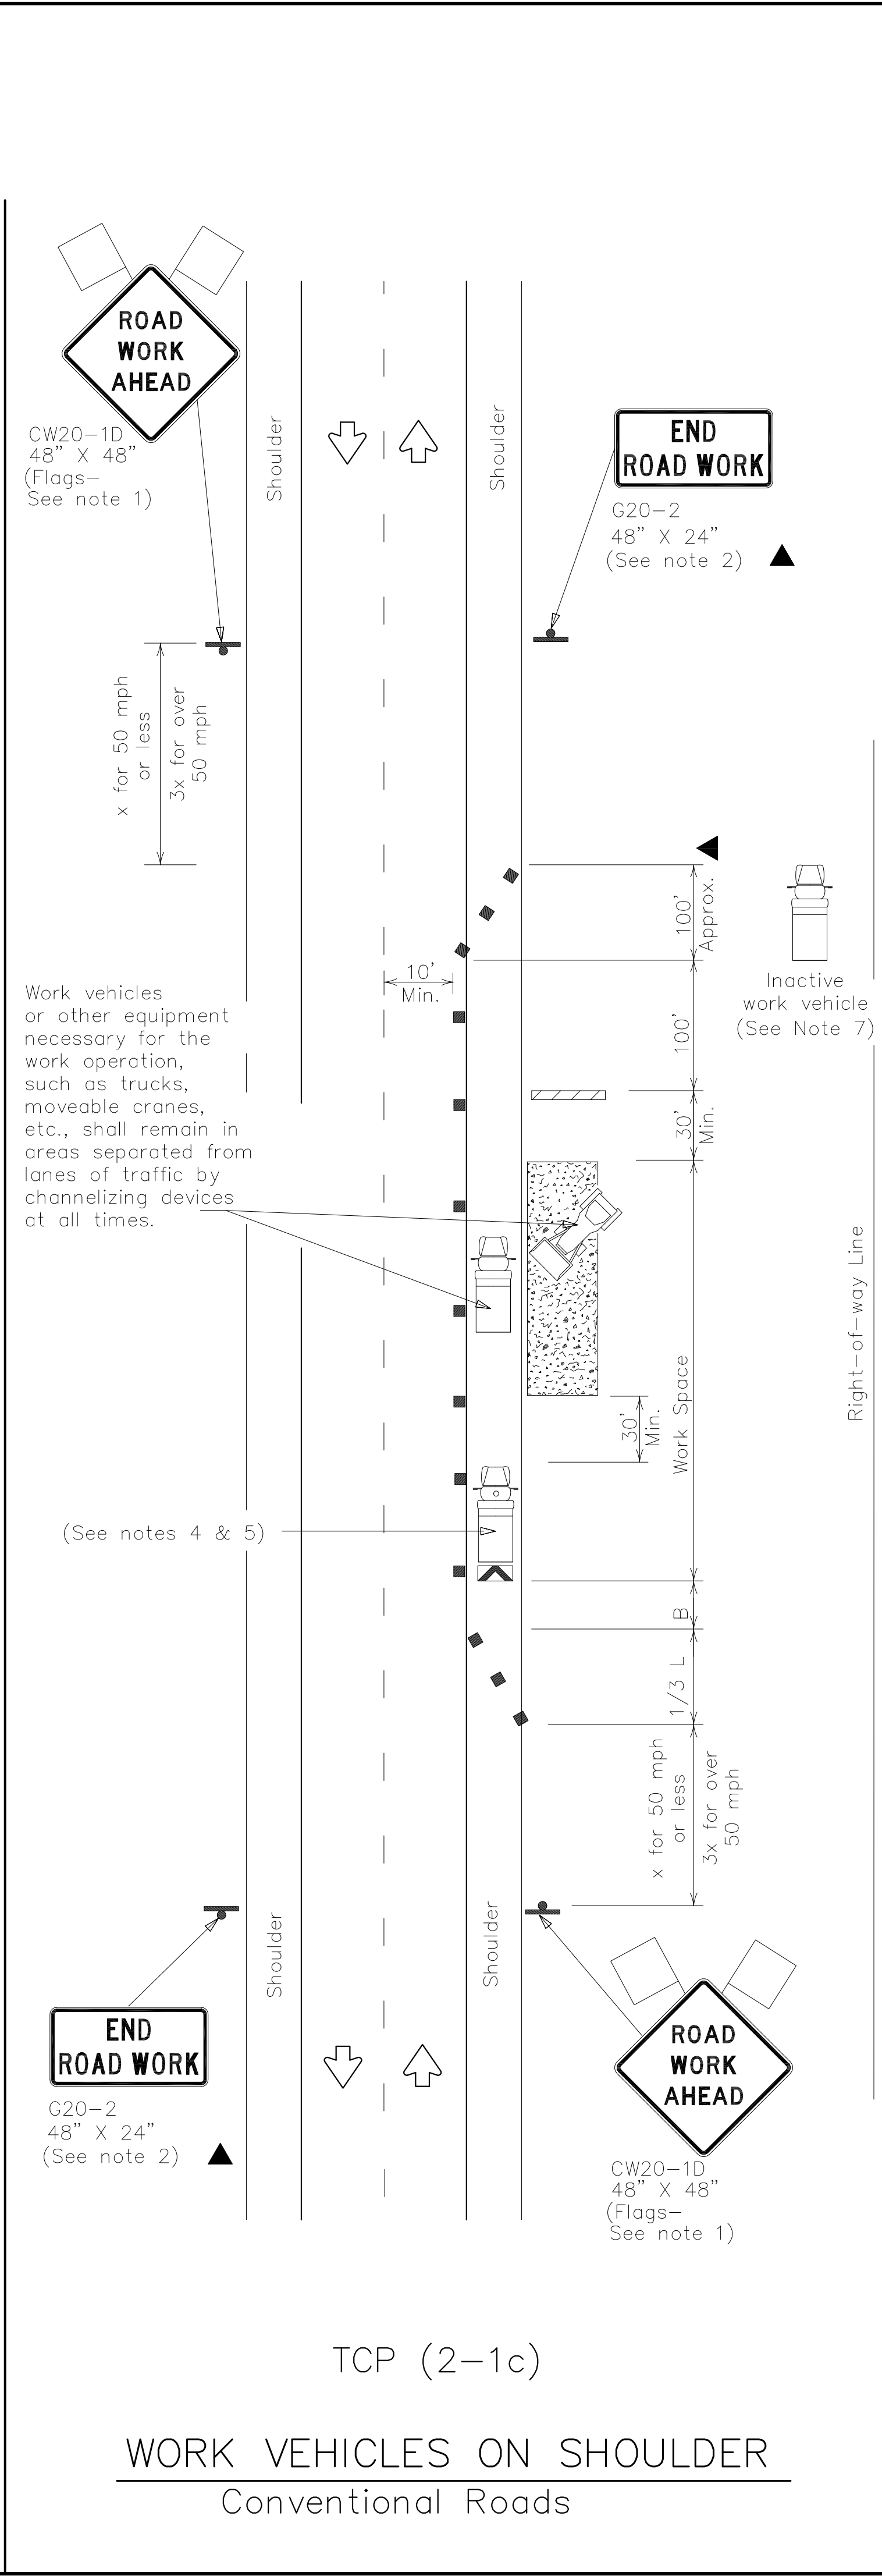 ROAD
WORK
AHEAD
CW20-1D
48" X 48"
(Flags-
See note 1)
Shoulder
Shoulder
END
ROAD WORK
G20-2
48" X 24"
(See note 2)
x for 50 mph
or less
3x for over
50 mph
100'
Approx.
10'
Min.
Inactive
work vehicle
(See Note 7)
100'
30'
Min.
Work vehicles
or other equipment
necessary for the
work operation,
such as trucks,
moveable cranes,
etc., shall remain in
areas separated from
lanes of traffic by
channelizing devices
at all times.
Right-of-way Line
Work Space
30'
Min.
(See notes 4 & 5)
B
1/3 L
x for 50 mph
or less
3x for over
50 mph
Shoulder
Shoulder
END
ROAD WORK
G20-2
48" X 24"
(See note 2)
ROAD
WORK
AHEAD
CW20-1D
48" X 48"
(Flags-
See note 1)
TCP (2-1c)
WORK VEHICLES ON SHOULDER
Conventional Roads